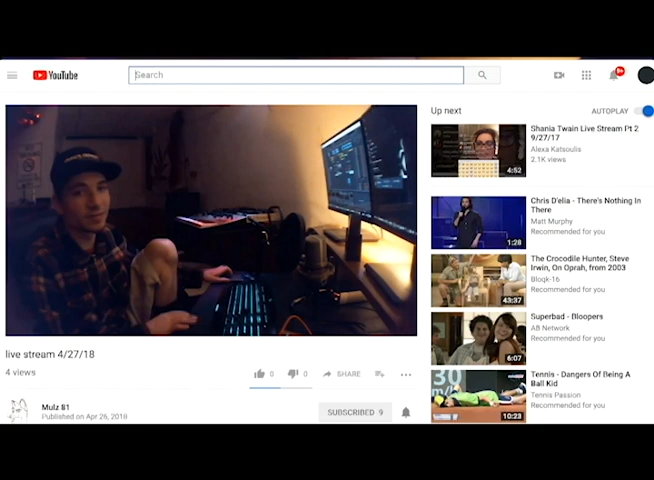 YouTube
Search
9+
Up next
AUTOPLAY
Shania Twain Live Stream Pt 2
9/27/17
Alexa Katsoulis
2.1K views
4:52
Chris D'elia - There's Nothing In
There
Matt Murphy
Recommended for you
1:28
The Crocodile Hunter, Steve
Irwin, On Oprah, from 2003
Bloqk-16
Recommended for you
43:37
Superbad - Bloopers
AB Network
Recommended for you
6:07
Tennis - Dangers Of Being A
Ball Kid
Tennis Passion
Recommended for you
30
10:23
live stream 4/27/18
4 views
0
0
SHARE
Mulz 81
Published on Apr 26, 2018
SUBSCRIBED 9